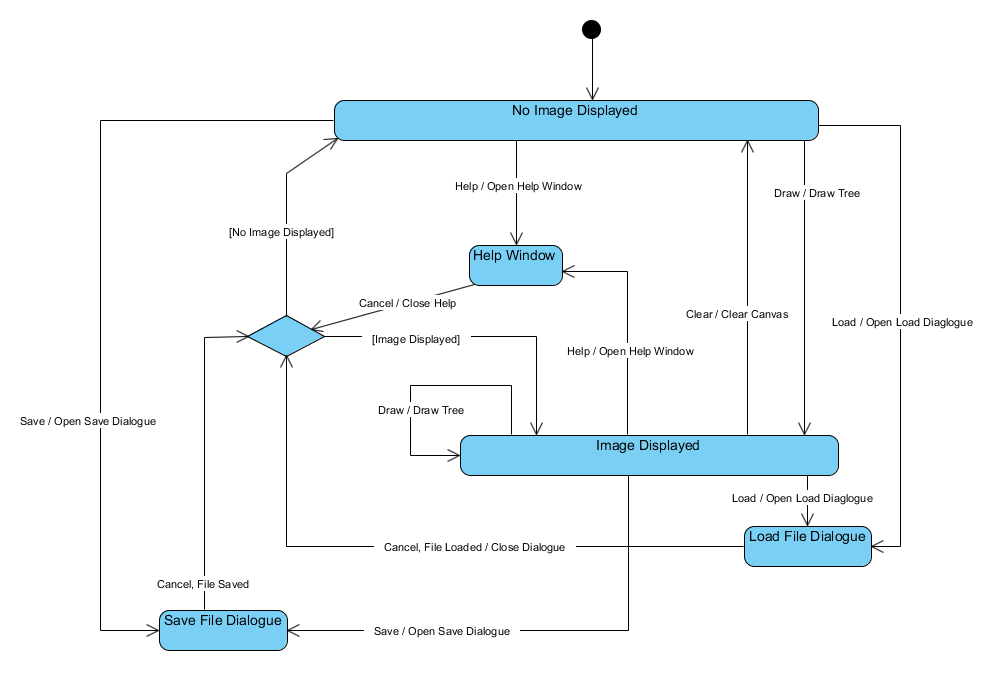 No Image Displayed
Help / Open Help Window
Draw / Draw Tree
[No Image Displayed]
Help Window
Cancel / Close Help
Clear / Clear Canvas
Load / Open Load Diaglogue
[Image Displayed]
Help / Open Help Window
Draw / Draw Tree
Save / Open Save Dialogue
Image Displayed
Load / Open Load Diaglogue
Load File Dialogue
Cancel, File Loaded / Close Dialogue
Cancel, File Saved
Save File Dialogue
Save / Open Save Dialogue